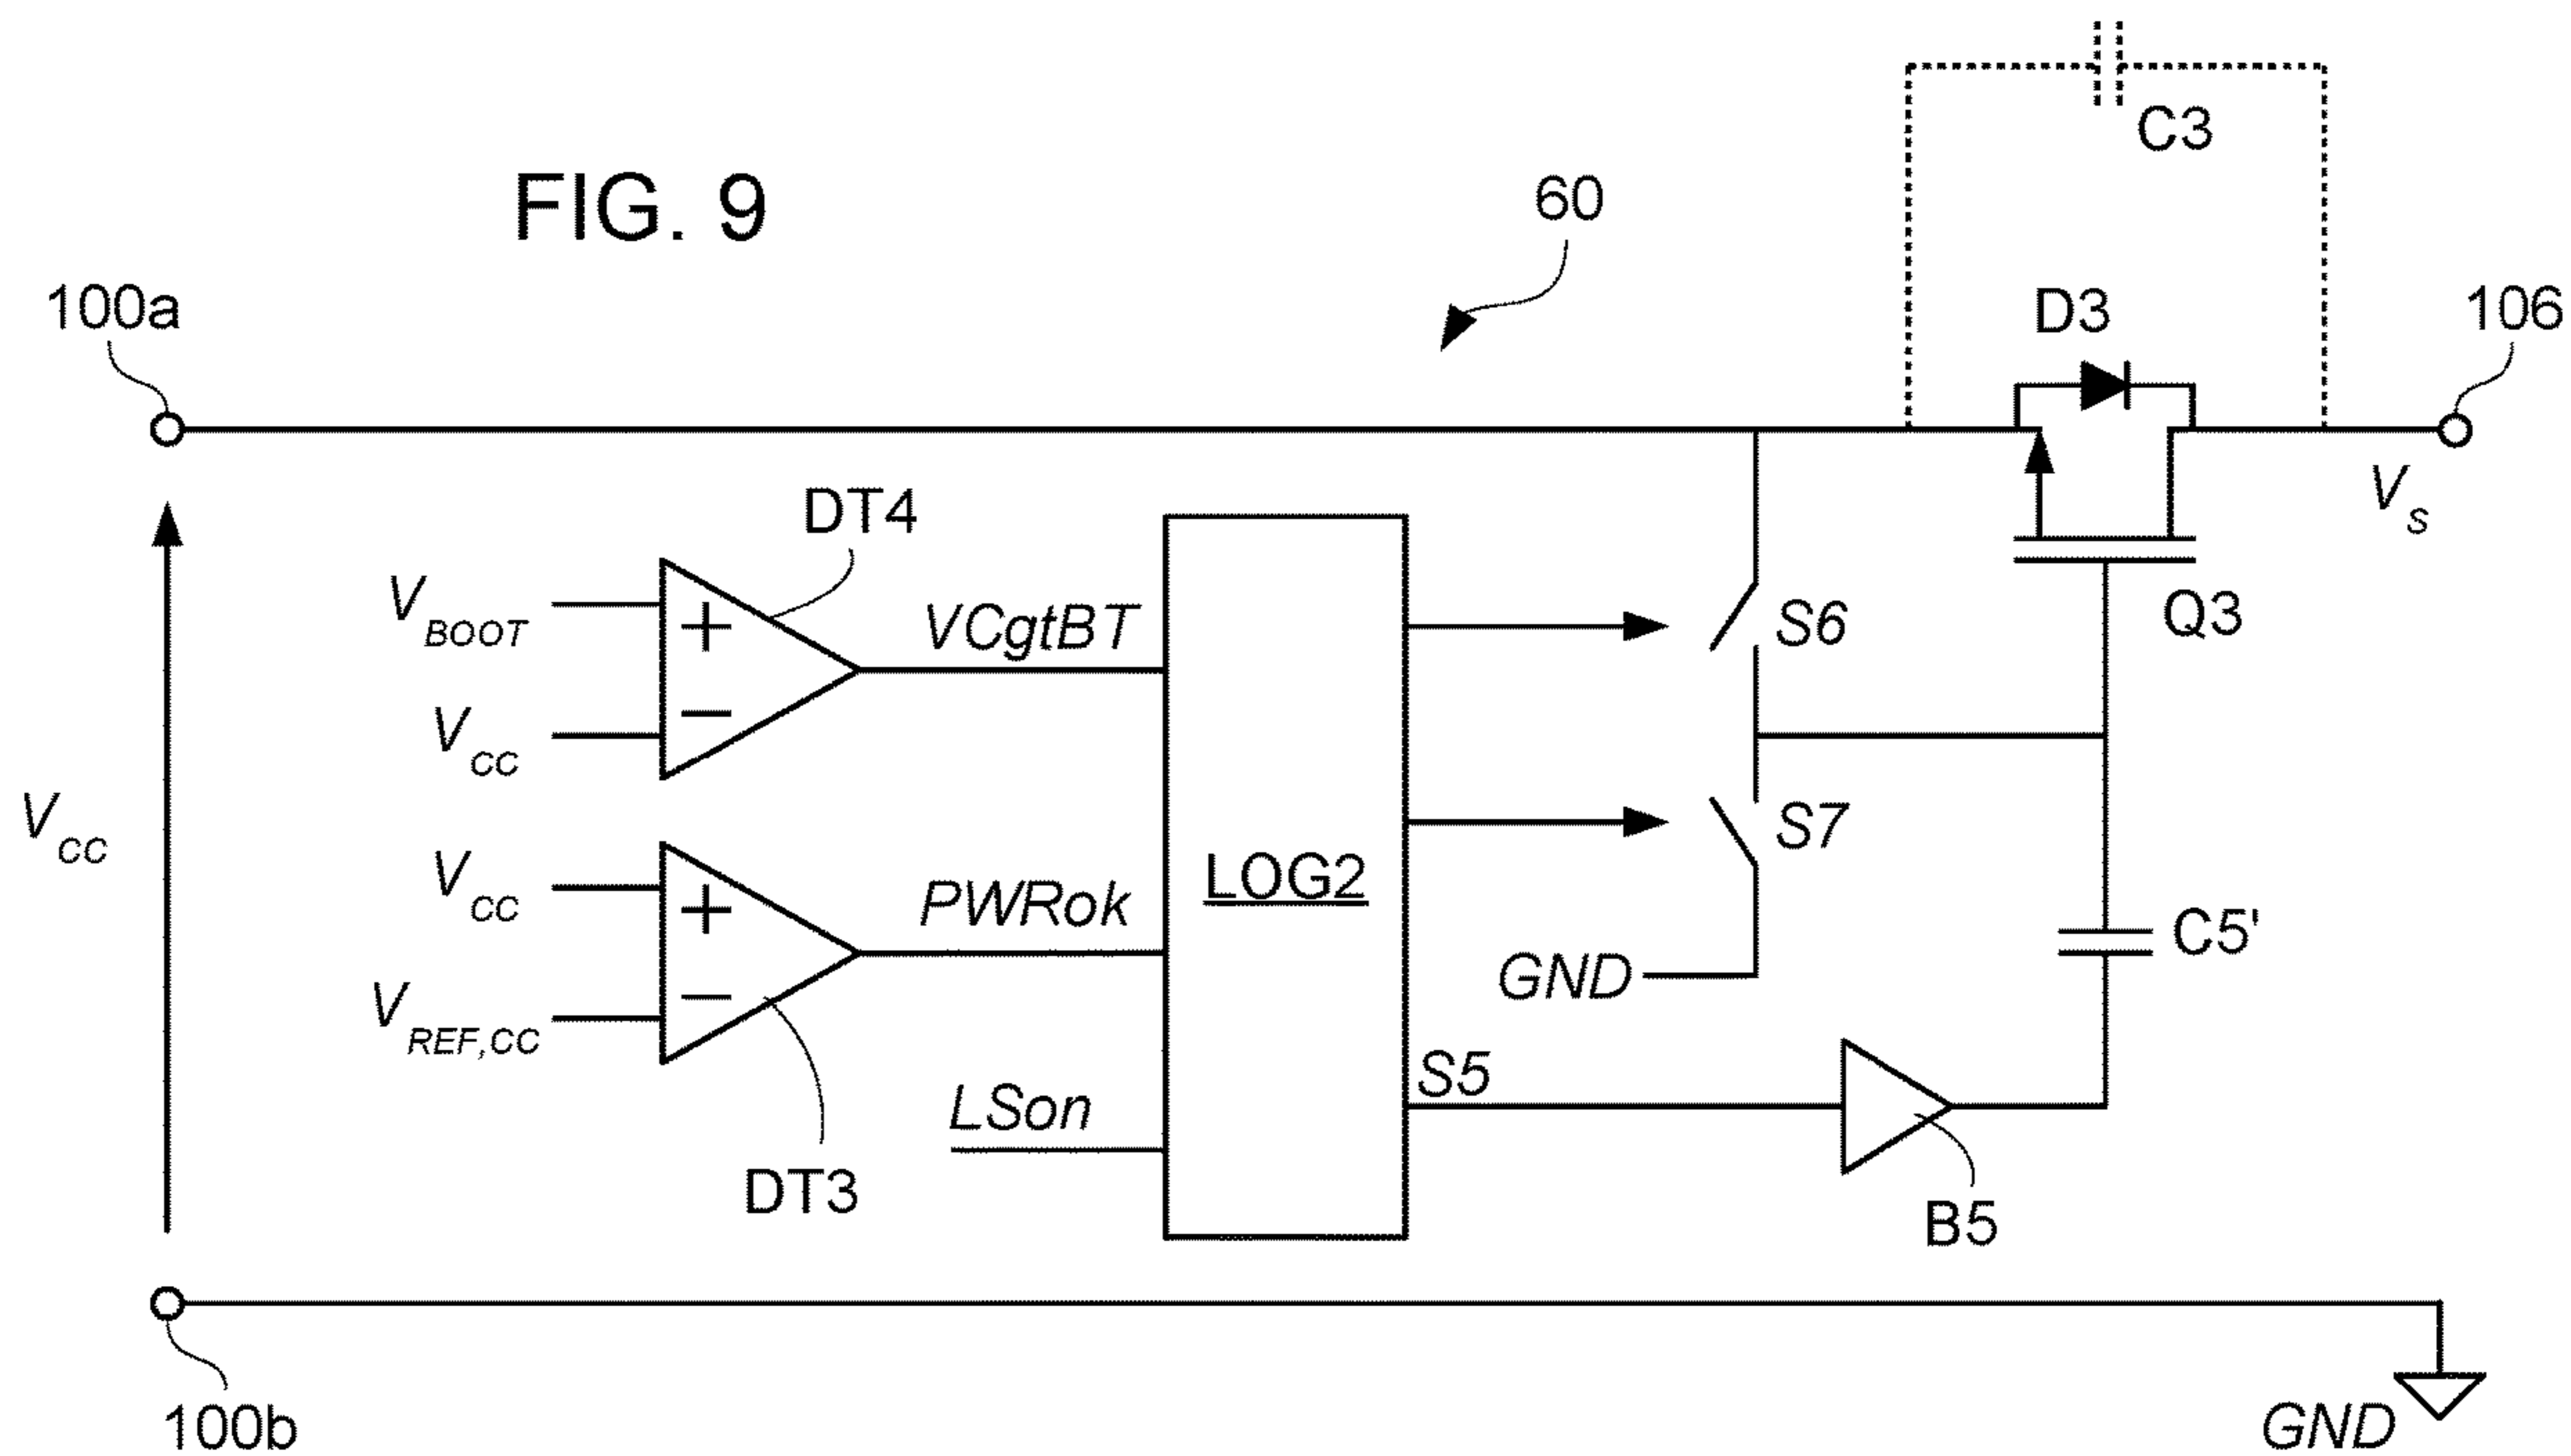 FIG. 9
C3
60
100a
D3
106
V_S
DT4
V_BOOT
VCgtBT
S6
Q3
V_CC
V_CC
S7
V_CC
LOG2
PWRok
C5'
GND
V_REF,CC
S5
LSon
DT3
B5
100b
GND